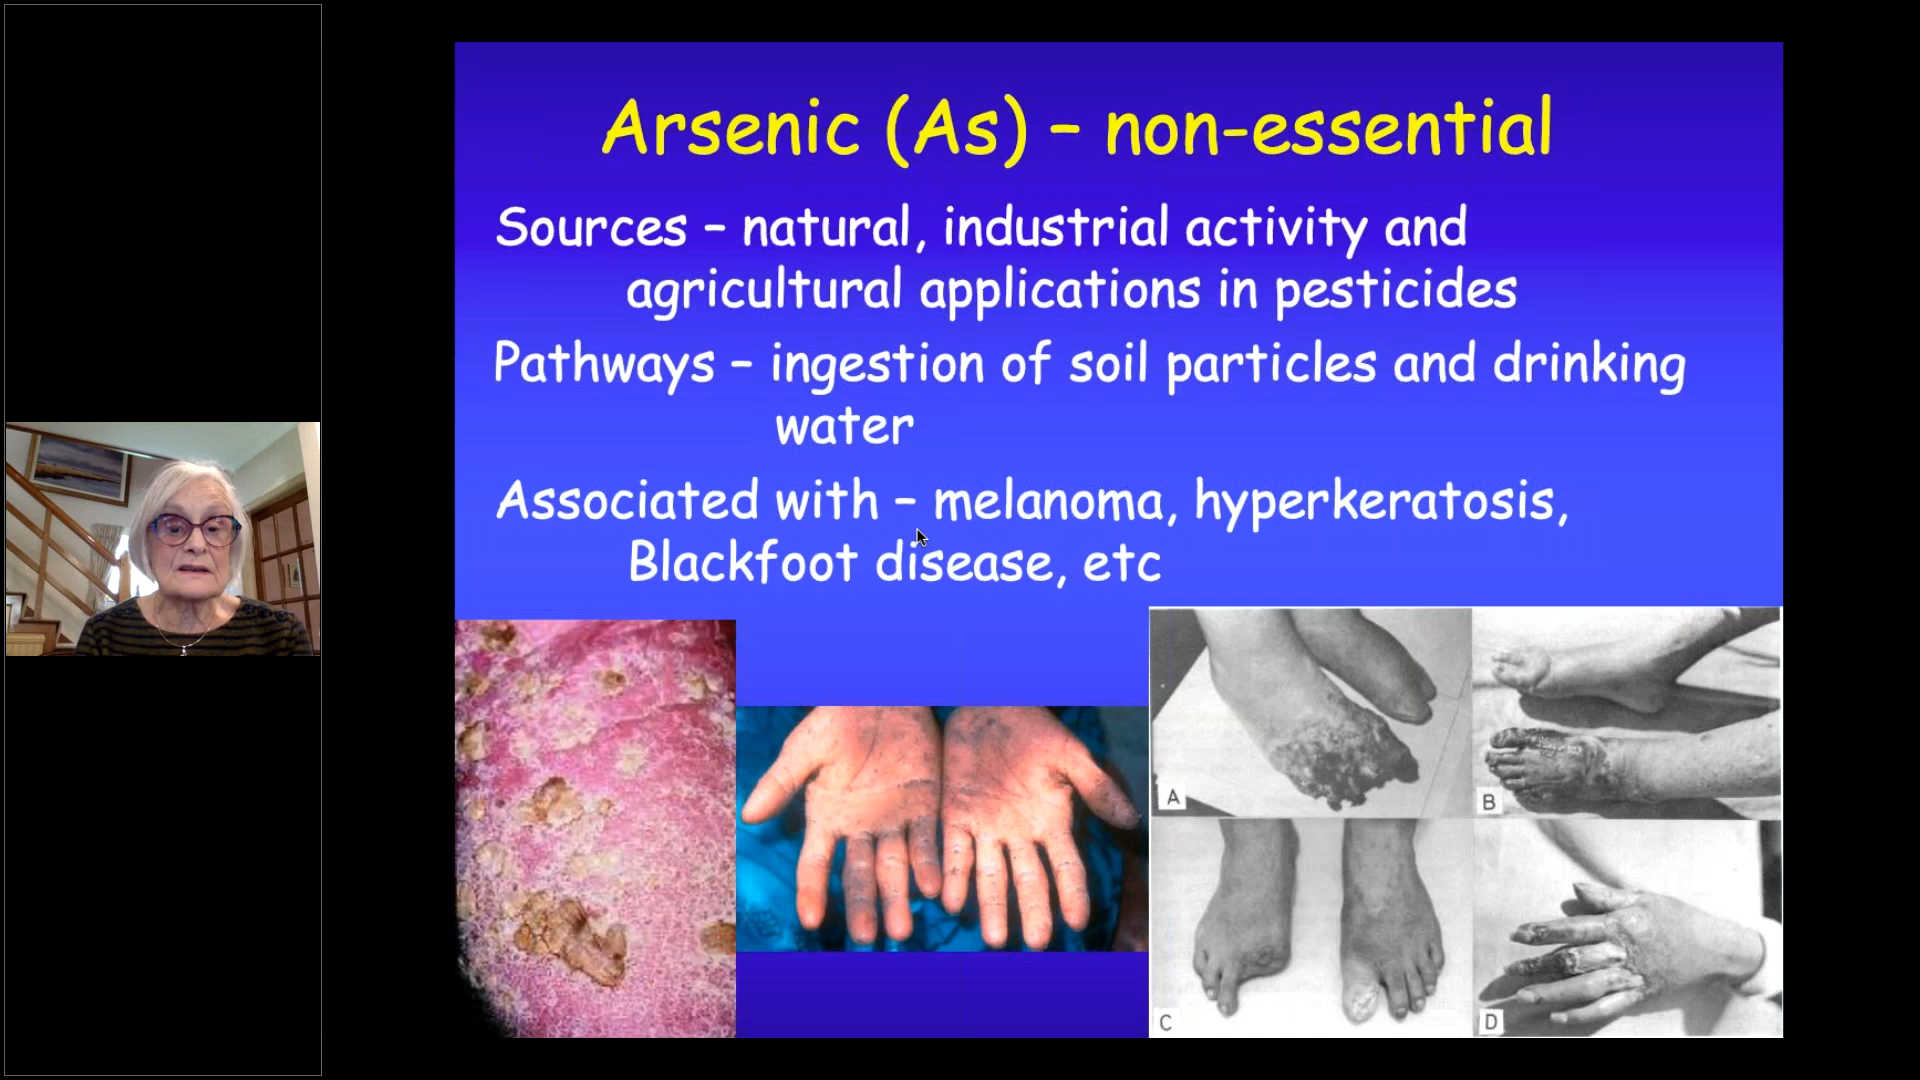 Arsenic (As) – non-essential
Sources – natural, industrial activity and
agricultural applications in pesticides
Pathways – ingestion of soil particles and drinking
water
Associated with – melanoma, hyperkeratosis,
Blackfoot disease, etc
A
B
C
D